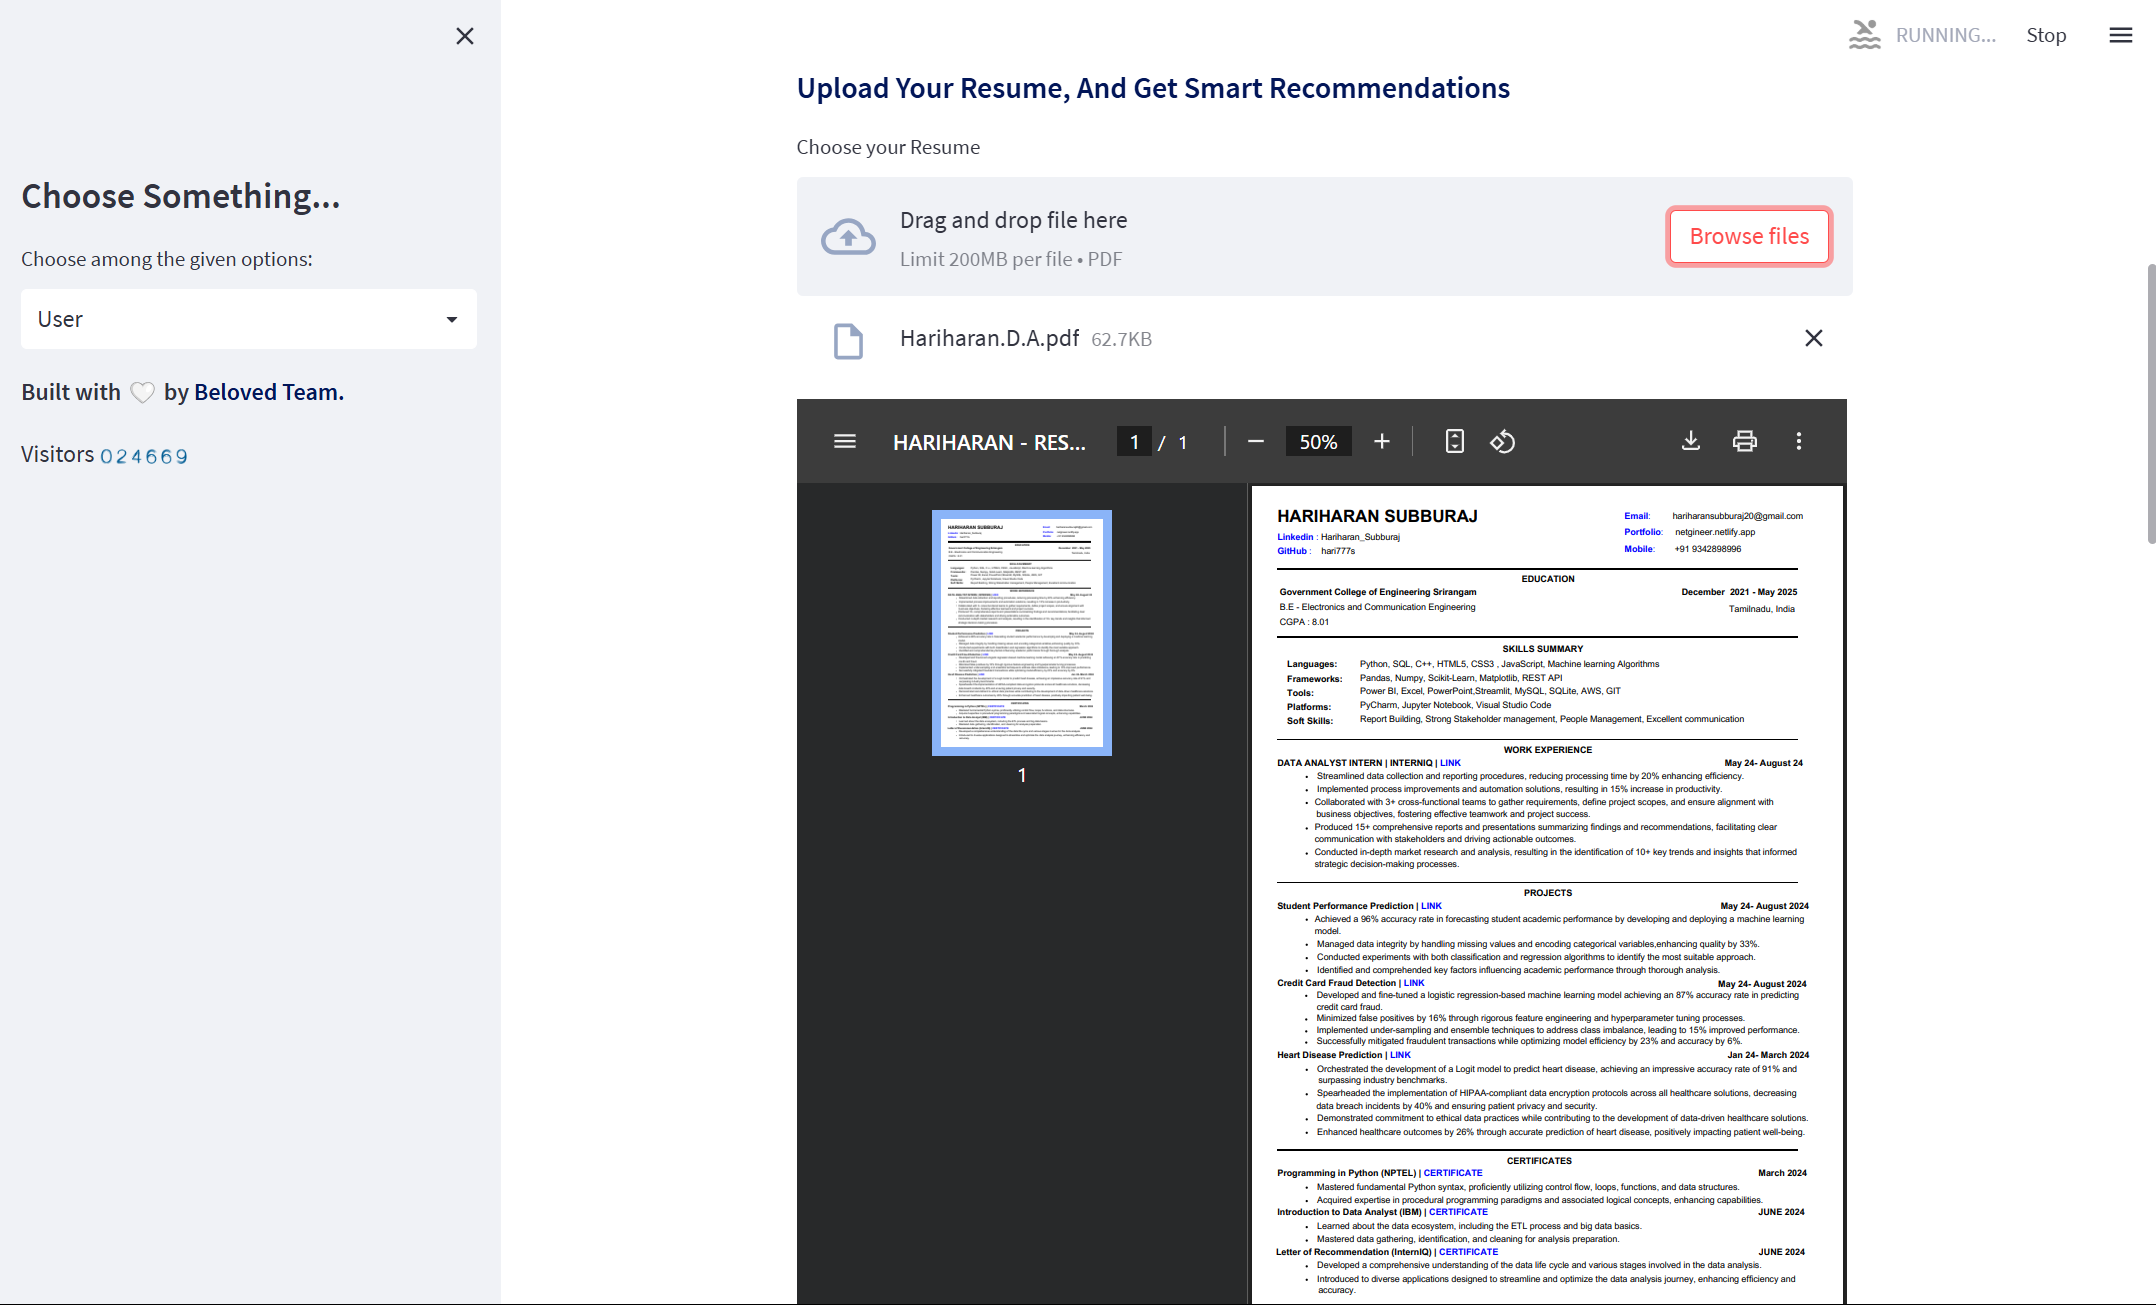 RUNNING...
Stop
Choose Something...
Choose among the given options:
User
Built with 🤍 by Beloved Team.
Visitors 024669
Upload Your Resume, And Get Smart Recommendations
Choose your Resume
Drag and drop file here
Limit 200MB per file • PDF
Browse files
Hariharan.D.A.pdf 62.7KB
HARIHARAN - RES... 1 / 1 50%
1
HARIHARAN SUBBURAJ
Linkedin : Hariharan_Subburaj
GitHub : hari777s
Email: hariharansubburaj20@gmail.com
Portfolio: netgineer.netlify.app
Mobile: +91 9342898996
EDUCATION
Government College of Engineering Srirangam December 2021 - May 2025
B.E - Electronics and Communication Engineering Tamilnadu, India
CGPA : 8.01
SKILLS SUMMARY
Languages: Python, SQL, C++, HTML5, CSS3 , JavaScript, Machine learning Algorithms
Frameworks: Pandas, Numpy, Scikit-Learn, Matplotlib, REST API
Tools: Power BI, Excel, PowerPoint,Streamlit, MySQL, SQLite, AWS, GIT
Platforms: PyCharm, Jupyter Notebook, Visual Studio Code
Soft Skills: Report Building, Strong Stakeholder management, People Management, Excellent communication
WORK EXPERIENCE
DATA ANALYST INTERN | INTERNIQ | LINK May 24- August 24
• Streamlined data collection and reporting procedures, reducing processing time by 20% enhancing efficiency.
• Implemented process improvements and automation solutions, resulting in 15% increase in productivity.
• Collaborated with 3+ cross-functional teams to gather requirements, define project scopes, and ensure alignment with
business objectives, fostering effective teamwork and project success.
• Produced 15+ comprehensive reports and presentations summarizing findings and recommendations, facilitating clear
communication with stakeholders and driving actionable outcomes.
• Conducted in-depth market research and analysis, resulting in the identification of 10+ key trends and insights that informed
strategic decision-making processes.
PROJECTS
Student Performance Prediction | LINK May 24- August 2024
• Achieved a 96% accuracy rate in forecasting student academic performance by developing and deploying a machine learning
model.
• Managed data integrity by handling missing values and encoding categorical variables,enhancing quality by 33%.
• Conducted experiments with both classification and regression algorithms to identify the most suitable approach.
• Identified and comprehended key factors influencing academic performance through thorough analysis.
Credit Card Fraud Detection | LINK May 24- August 2024
• Developed and fine-tuned a logistic regression-based machine learning model achieving an 87% accuracy rate in predicting
credit card fraud.
• Minimized false positives by 16% through rigorous feature engineering and hyperparameter tuning processes.
• Implemented under-sampling and ensemble techniques to address class imbalance, leading to 15% improved performance.
• Successfully mitigated fraudulent transactions while optimizing model efficiency by 23% and accuracy by 6%.
Heart Disease Prediction | LINK Jan 24- March 2024
• Orchestrated the development of a Logit model to predict heart disease, achieving an impressive accuracy rate of 91% and
surpassing industry benchmarks.
• Spearheaded the implementation of HIPAA-compliant data encryption protocols across all healthcare solutions, decreasing
data breach incidents by 40% and ensuring patient privacy and security.
• Demonstrated commitment to ethical data practices while contributing to the development of data-driven healthcare solutions.
• Enhanced healthcare outcomes by 26% through accurate prediction of heart disease, positively impacting patient well-being.
CERTIFICATES
Programming in Python (NPTEL) | CERTIFICATE March 2024
• Mastered fundamental Python syntax, proficiently utilizing control flow, loops, functions, and data structures.
• Acquired expertise in procedural programming paradigms and associated logical concepts, enhancing capabilities.
Introduction to Data Analyst (IBM) | CERTIFICATE JUNE 2024
• Learned about the data ecosystem, including the ETL process and big data basics.
• Mastered data gathering, identification, and cleaning for analysis preparation.
Letter of Recommendation (InternIQ) | CERTIFICATE JUNE 2024
• Developed a comprehensive understanding of the data life cycle and various stages involved in the data analysis.
• Introduced to diverse applications designed to streamline and optimize the data analysis journey, enhancing efficiency and
accuracy.